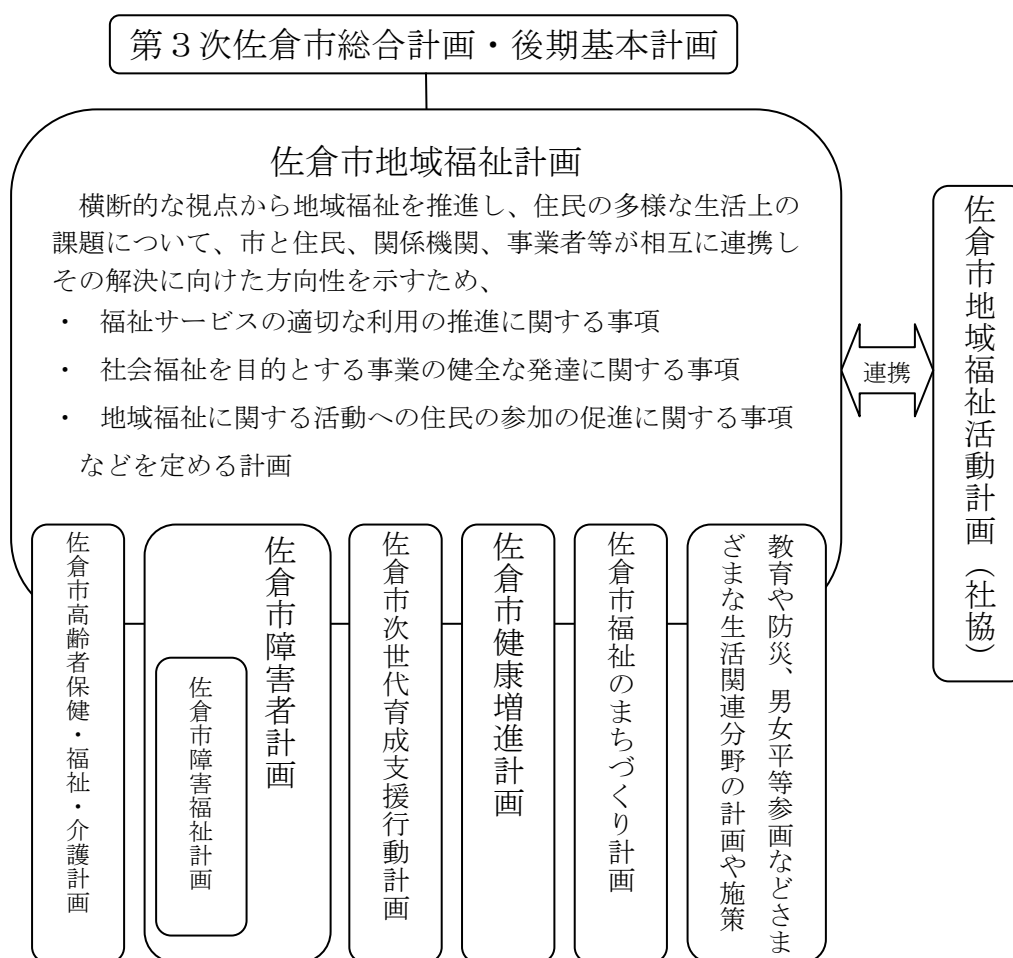 第３次佐倉市総合計画・後期基本計画
佐倉市地域福祉計画
横断的な視点から地域福祉を推進し、住民の多様な生活上の
課題について、市と住民、関係機関、事業者等が相互に連携し
その解決に向けた方向性を示すため、
・　福祉サービスの適切な利用の推進に関する事項
・　社会福祉を目的とする事業の健全な発達に関する事項
・　地域福祉に関する活動への住民の参加の促進に関する事項
などを定める計画
連携
佐倉市地域福祉活動計画（社協）
佐倉市高齢者保健・福祉・介護計画
佐倉市障害者計画
佐倉市障害福祉計画
佐倉市次世代育成支援行動計画
佐倉市健康増進計画
佐倉市福祉のまちづくり計画
教育や防災、男女平等参画などさま
ざまな生活関連分野の計画や施策